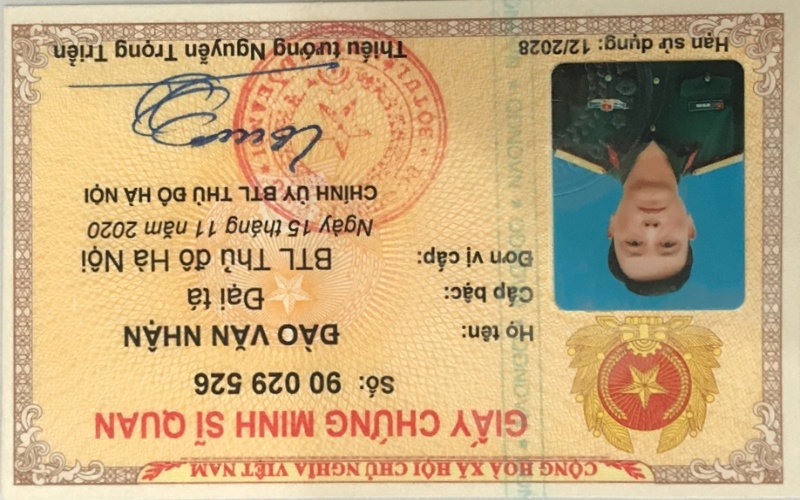 CỘNG HOÀ XÃ HỘI CHỦ NGHĨA VIỆT NAM
GIẤY CHỨNG MINH SĨ QUAN
Số: 90 029 526
Họ tên: ĐÀO VĂN NHẬN
Cấp bậc: Đại tá
Đơn vị cấp: BTL Thủ đô Hà Nội
Ngày 15 tháng 11 năm 2020
CHÍNH ỦY BTL THỦ ĐÔ HÀ NỘI
Hạn sử dụng: 12/2028
Thiếu tướng Nguyễn Trọng Triển